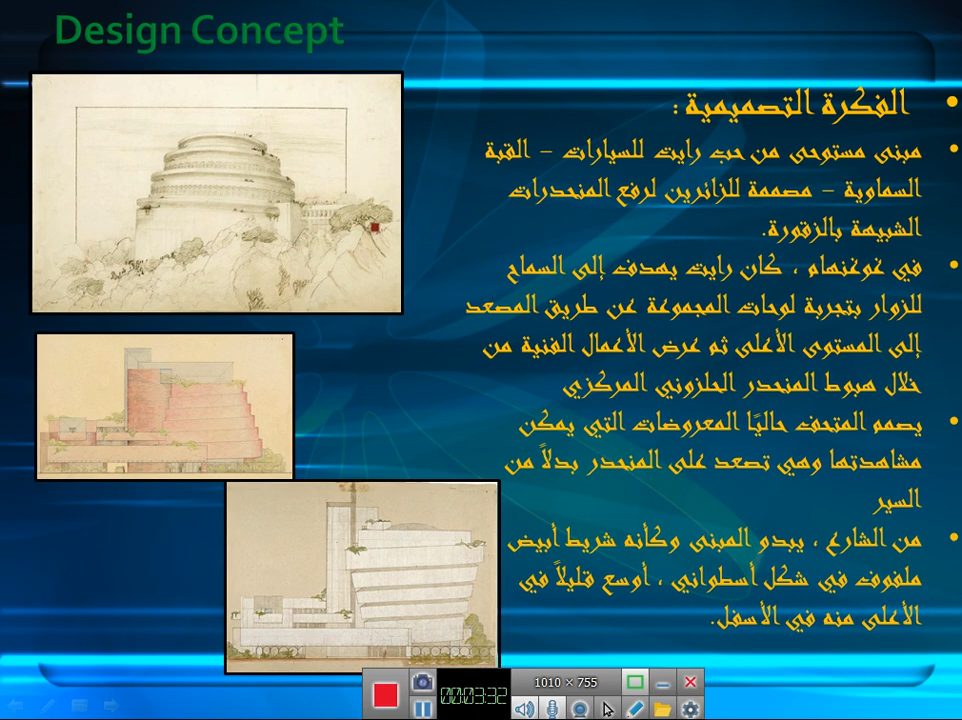 Design Concept
• الفكرة التصميمية :
• مبنى مستوحى من حب رايت للسيارات – القبة
السماوية – مصممة للزائرين لرفع المنحدرات
الشبيهة بالزقورة.
• في غوغنهام ، كان رايت يهدف إلى السماح
للزوار بتجربة لوحات المجموعة عن طريق المصعد
إلى المستوى الأعلى ثم عرض الأعمال الفنية من
خلال هبوط المنحدر الحلزوني المركزي
• يصمم المتحف حاليًا المعروضات التي يمكن
مشاهدتها وهي تصعد على المنحدر بدلاً من
السير
• من الشارع ، يبدو المبنى وكأنه شريط أبيض
ملفوف في شكل أسطواني ، أوسع قليلاً في
الأعلى منه في الأسفل.
00:03:32
1010 × 755